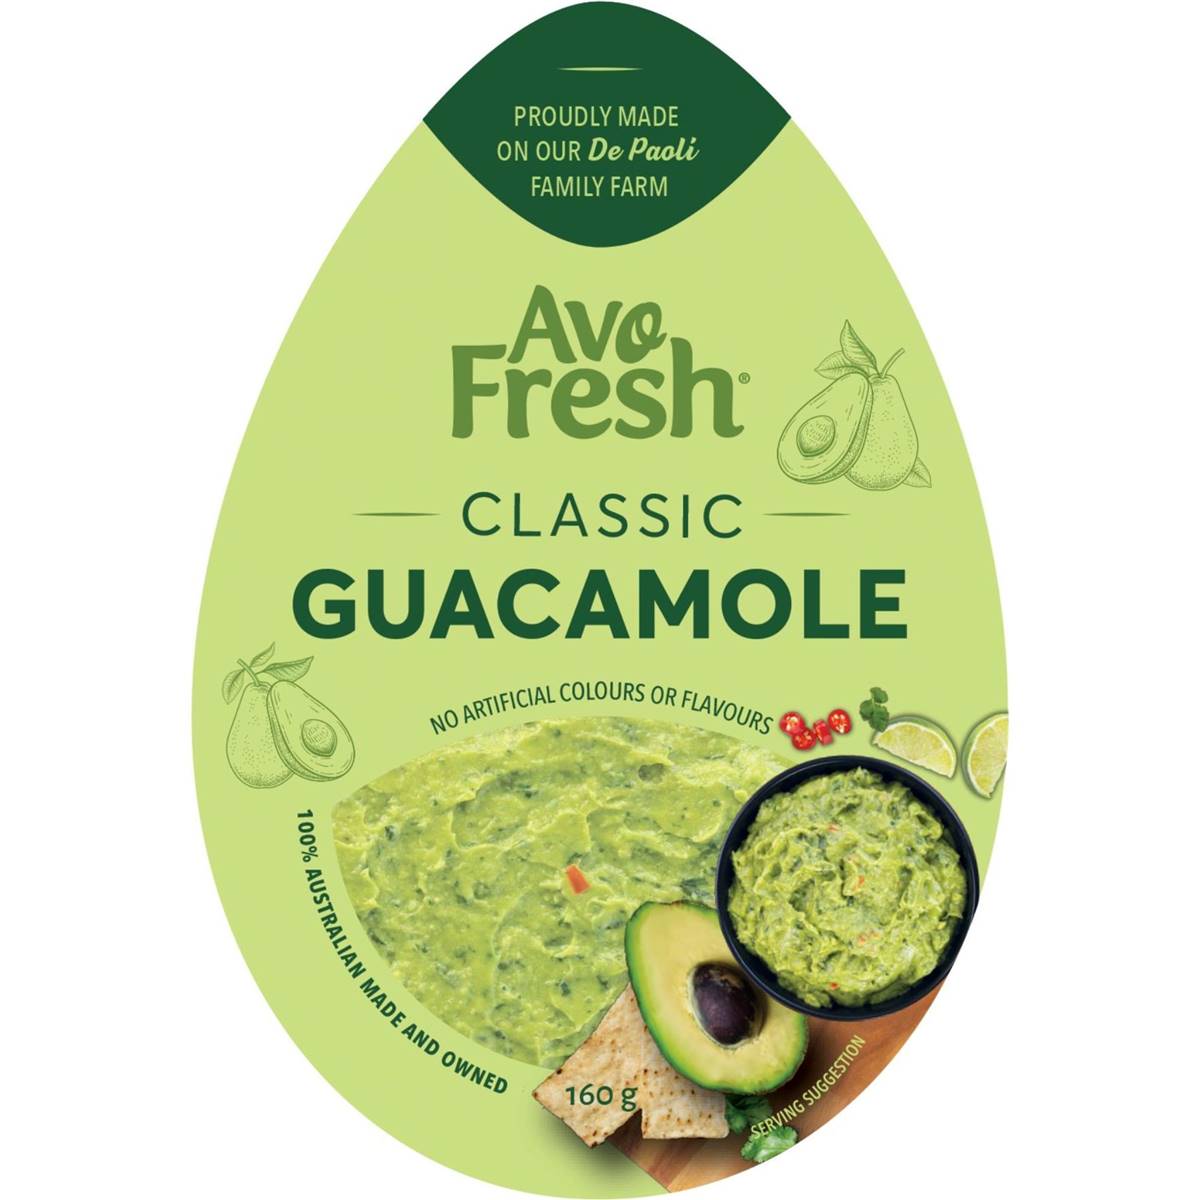 PROUDLY MADE
ON OUR De Paoli
FAMILY FARM
Avo
Fresh®
CLASSIC
GUACAMOLE
NO ARTIFICIAL COLOURS OR FLAVOURS
100% AUSTRALIAN MADE AND OWNED
160 g
SERVING SUGGESTION